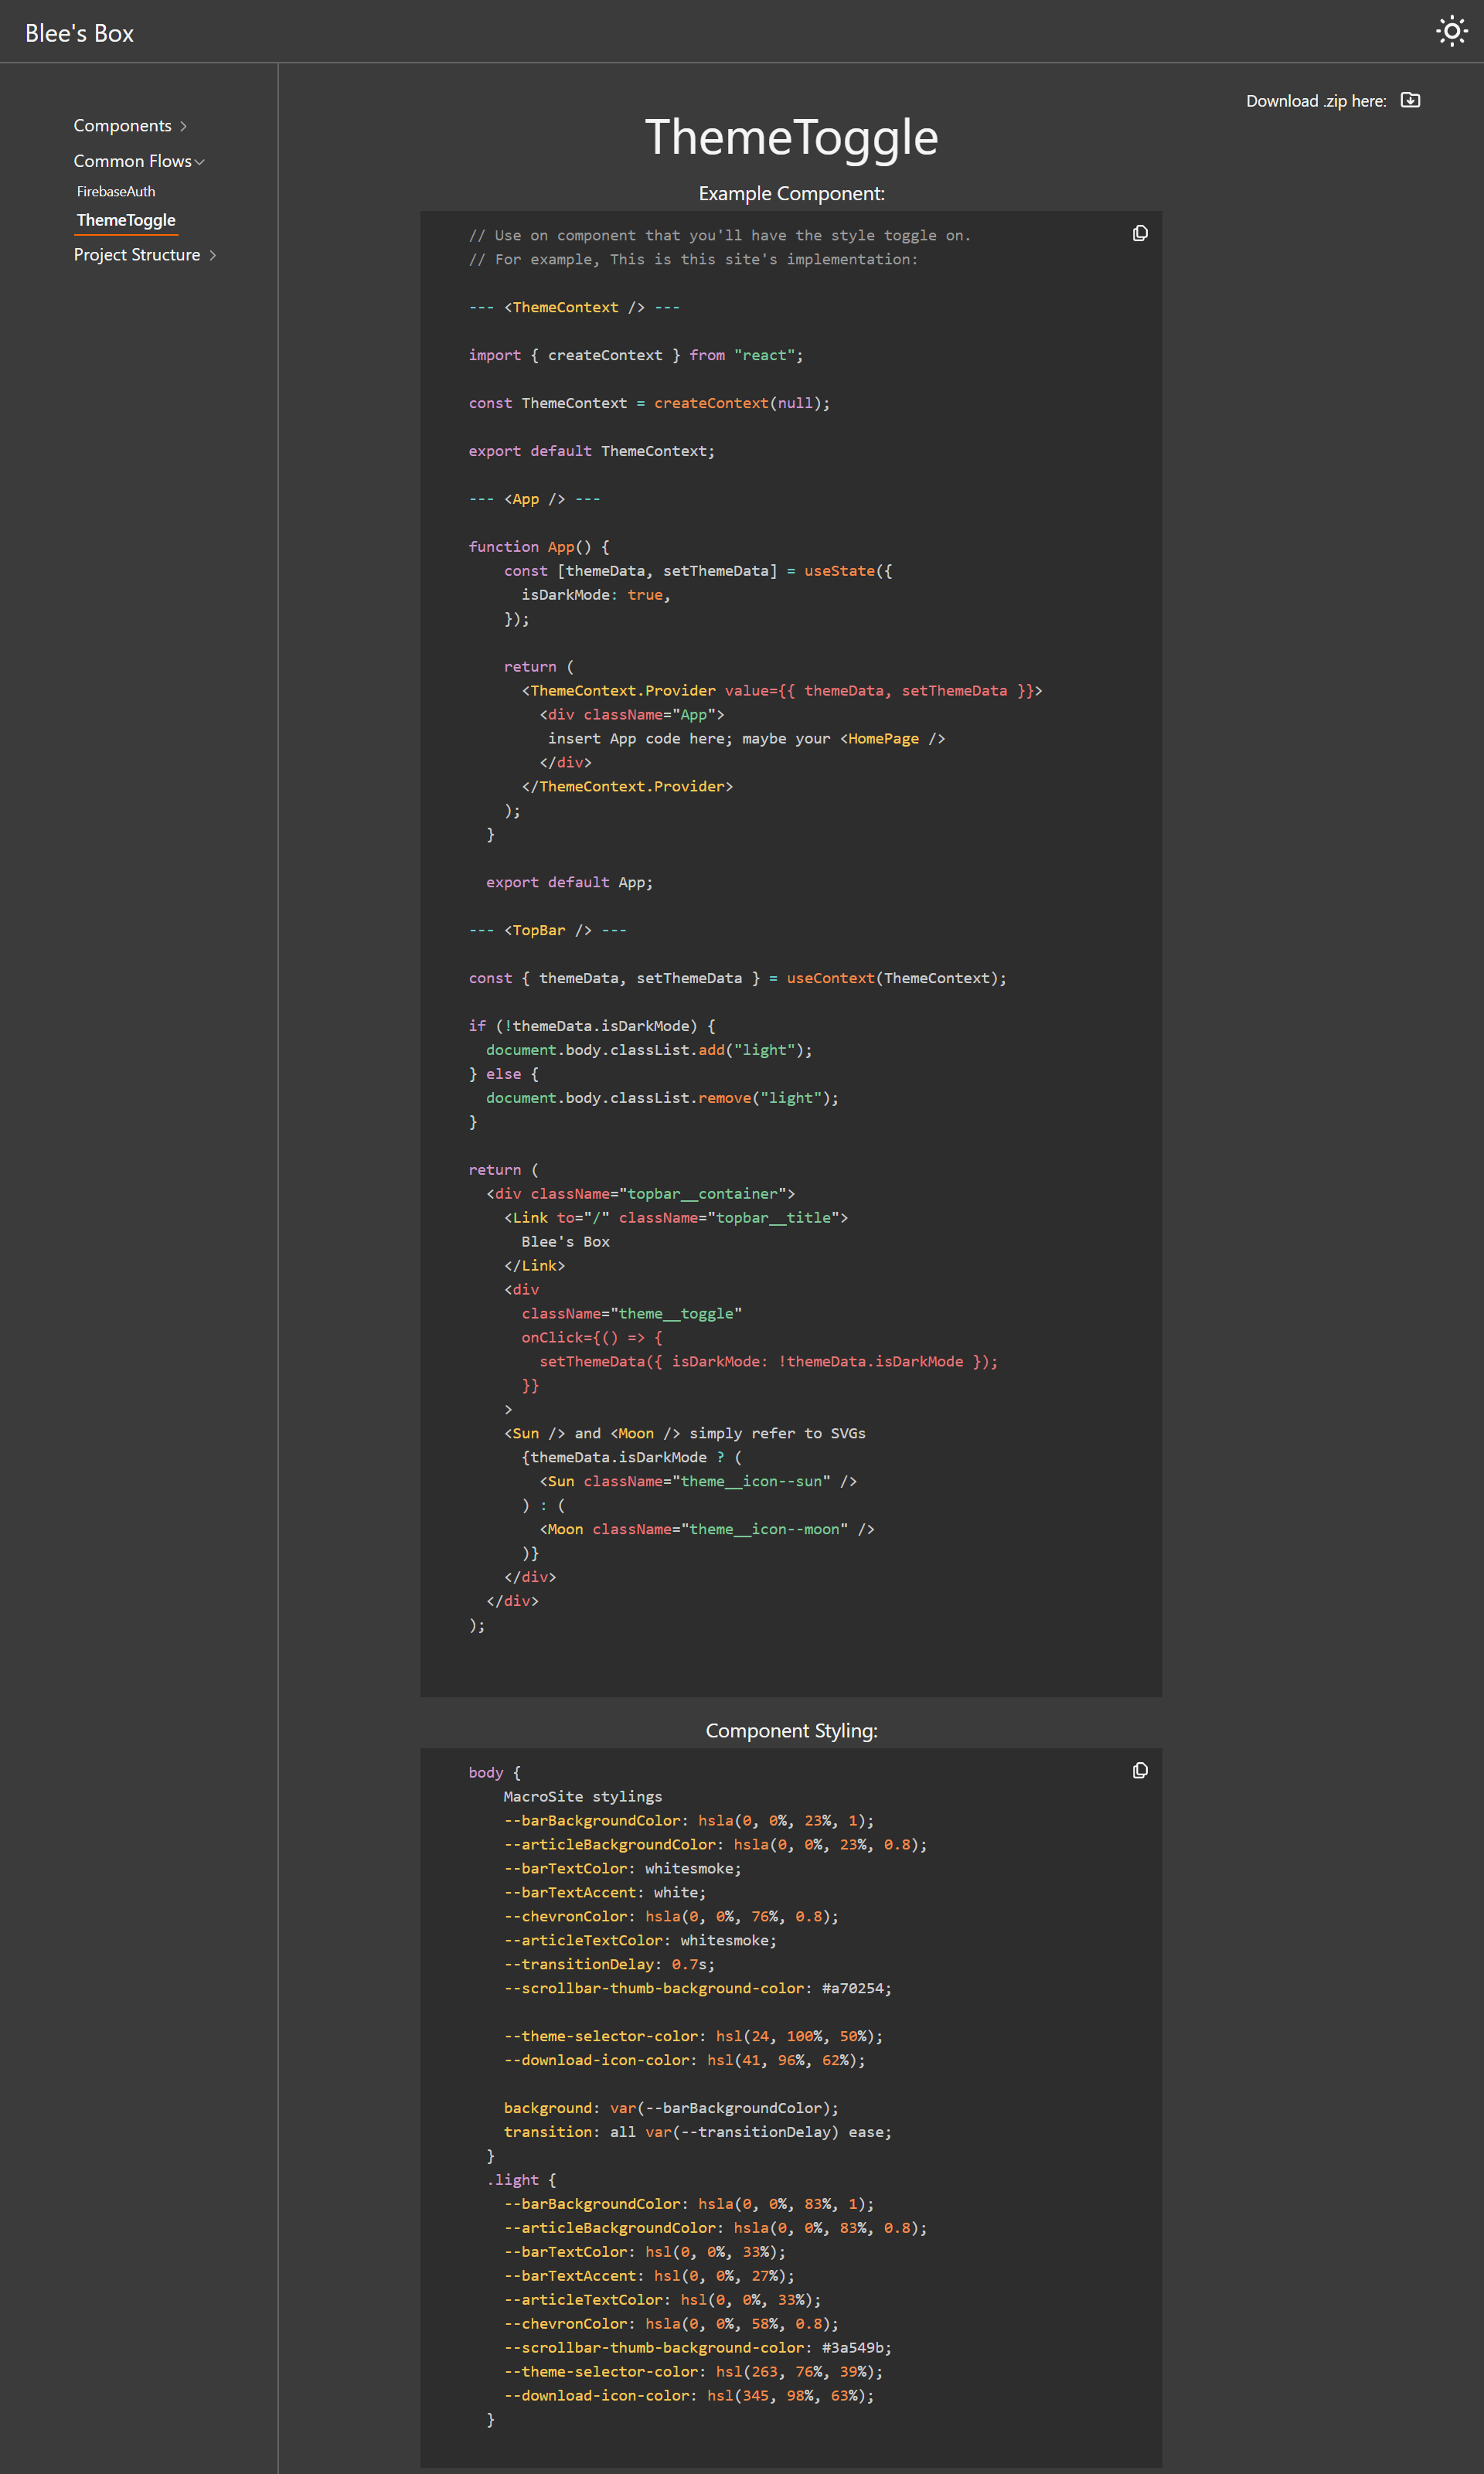 Blee's Box
Components
Common Flows
FirebaseAuth
ThemeToggle
Project Structure
Download .zip here:
ThemeToggle
Example Component:
// Use on component that you'll have the style toggle on.
// For example, This is this site's implementation:
--- <ThemeContext /> ---
import { createContext } from "react";
const ThemeContext = createContext(null);
export default ThemeContext;
--- <App /> ---
function App() {
const [themeData, setThemeData] = useState({
isDarkMode: true,
});
return (
<ThemeContext.Provider value={{ themeData, setThemeData }}>
<div className="App">
insert App code here; maybe your <HomePage />
</div>
</ThemeContext.Provider>
);
}
export default App;
--- <TopBar /> ---
const { themeData, setThemeData } = useContext(ThemeContext);
if (!themeData.isDarkMode) {
document.body.classList.add("light");
} else {
document.body.classList.remove("light");
}
return (
<div className="topbar__container">
<Link to="/" className="topbar__title">
Blee's Box
</Link>
<div
className="theme__toggle"
onClick={() => {
setThemeData({ isDarkMode: !themeData.isDarkMode });
}}
>
<Sun /> and <Moon /> simply refer to SVGs
{themeData.isDarkMode ? (
<Sun className="theme__icon--sun" />
) : (
<Moon className="theme__icon--moon" />
)}
</div>
</div>
);
Component Styling:
body {
MacroSite stylings
--barBackgroundColor: hsla(0, 0%, 23%, 1);
--articleBackgroundColor: hsla(0, 0%, 23%, 0.8);
--barTextColor: whitesmoke;
--barTextAccent: white;
--chevronColor: hsla(0, 0%, 76%, 0.8);
--articleTextColor: whitesmoke;
--transitionDelay: 0.7s;
--scrollbar-thumb-background-color: #a70254;
--theme-selector-color: hsl(24, 100%, 50%);
--download-icon-color: hsl(41, 96%, 62%);
background: var(--barBackgroundColor);
transition: all var(--transitionDelay) ease;
}
.light {
--barBackgroundColor: hsla(0, 0%, 83%, 1);
--articleBackgroundColor: hsla(0, 0%, 83%, 0.8);
--barTextColor: hsl(0, 0%, 33%);
--barTextAccent: hsl(0, 0%, 27%);
--articleTextColor: hsl(0, 0%, 33%);
--chevronColor: hsla(0, 0%, 58%, 0.8);
--scrollbar-thumb-background-color: #3a549b;
--theme-selector-color: hsl(263, 76%, 39%);
--download-icon-color: hsl(345, 98%, 63%);
}